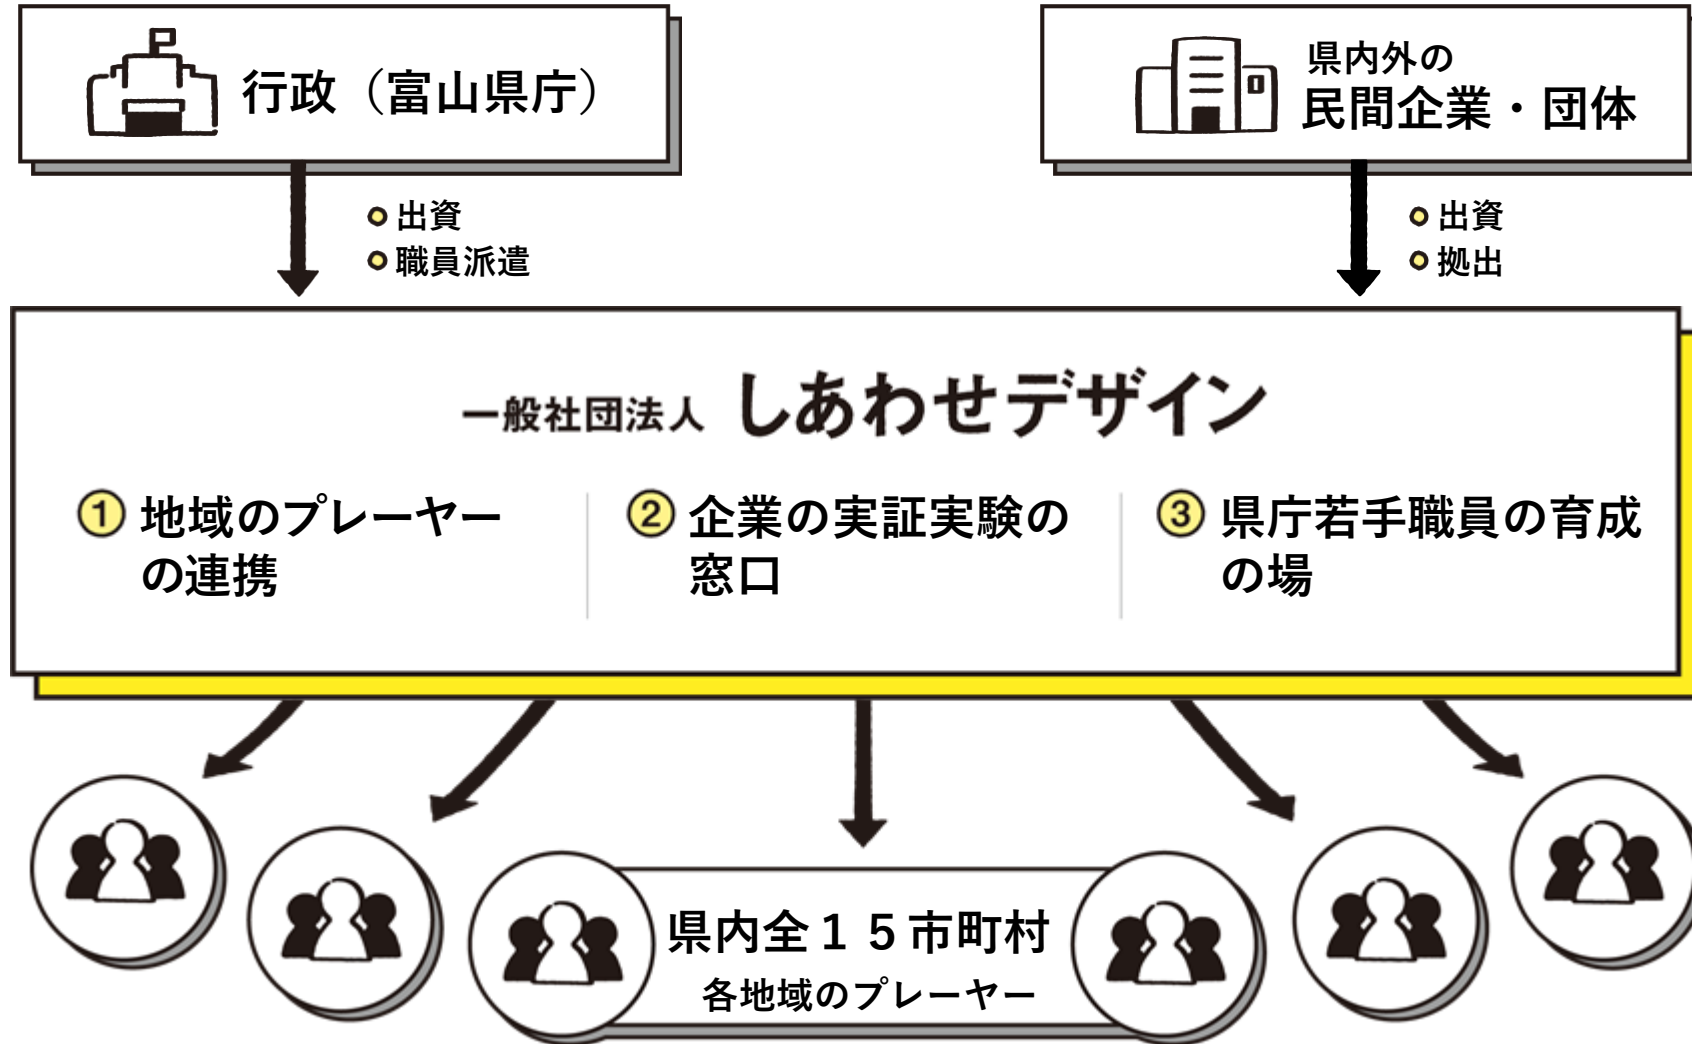 行政（富山県庁）
県内外の
民間企業・団体
出資
職員派遣
出資
拠出
一般社団法人 しあわせデザイン
① 地域のプレーヤー
の連携
② 企業の実証実験の
窓口
③ 県庁若手職員の育成
の場
県内全１５市町村
各地域のプレーヤー